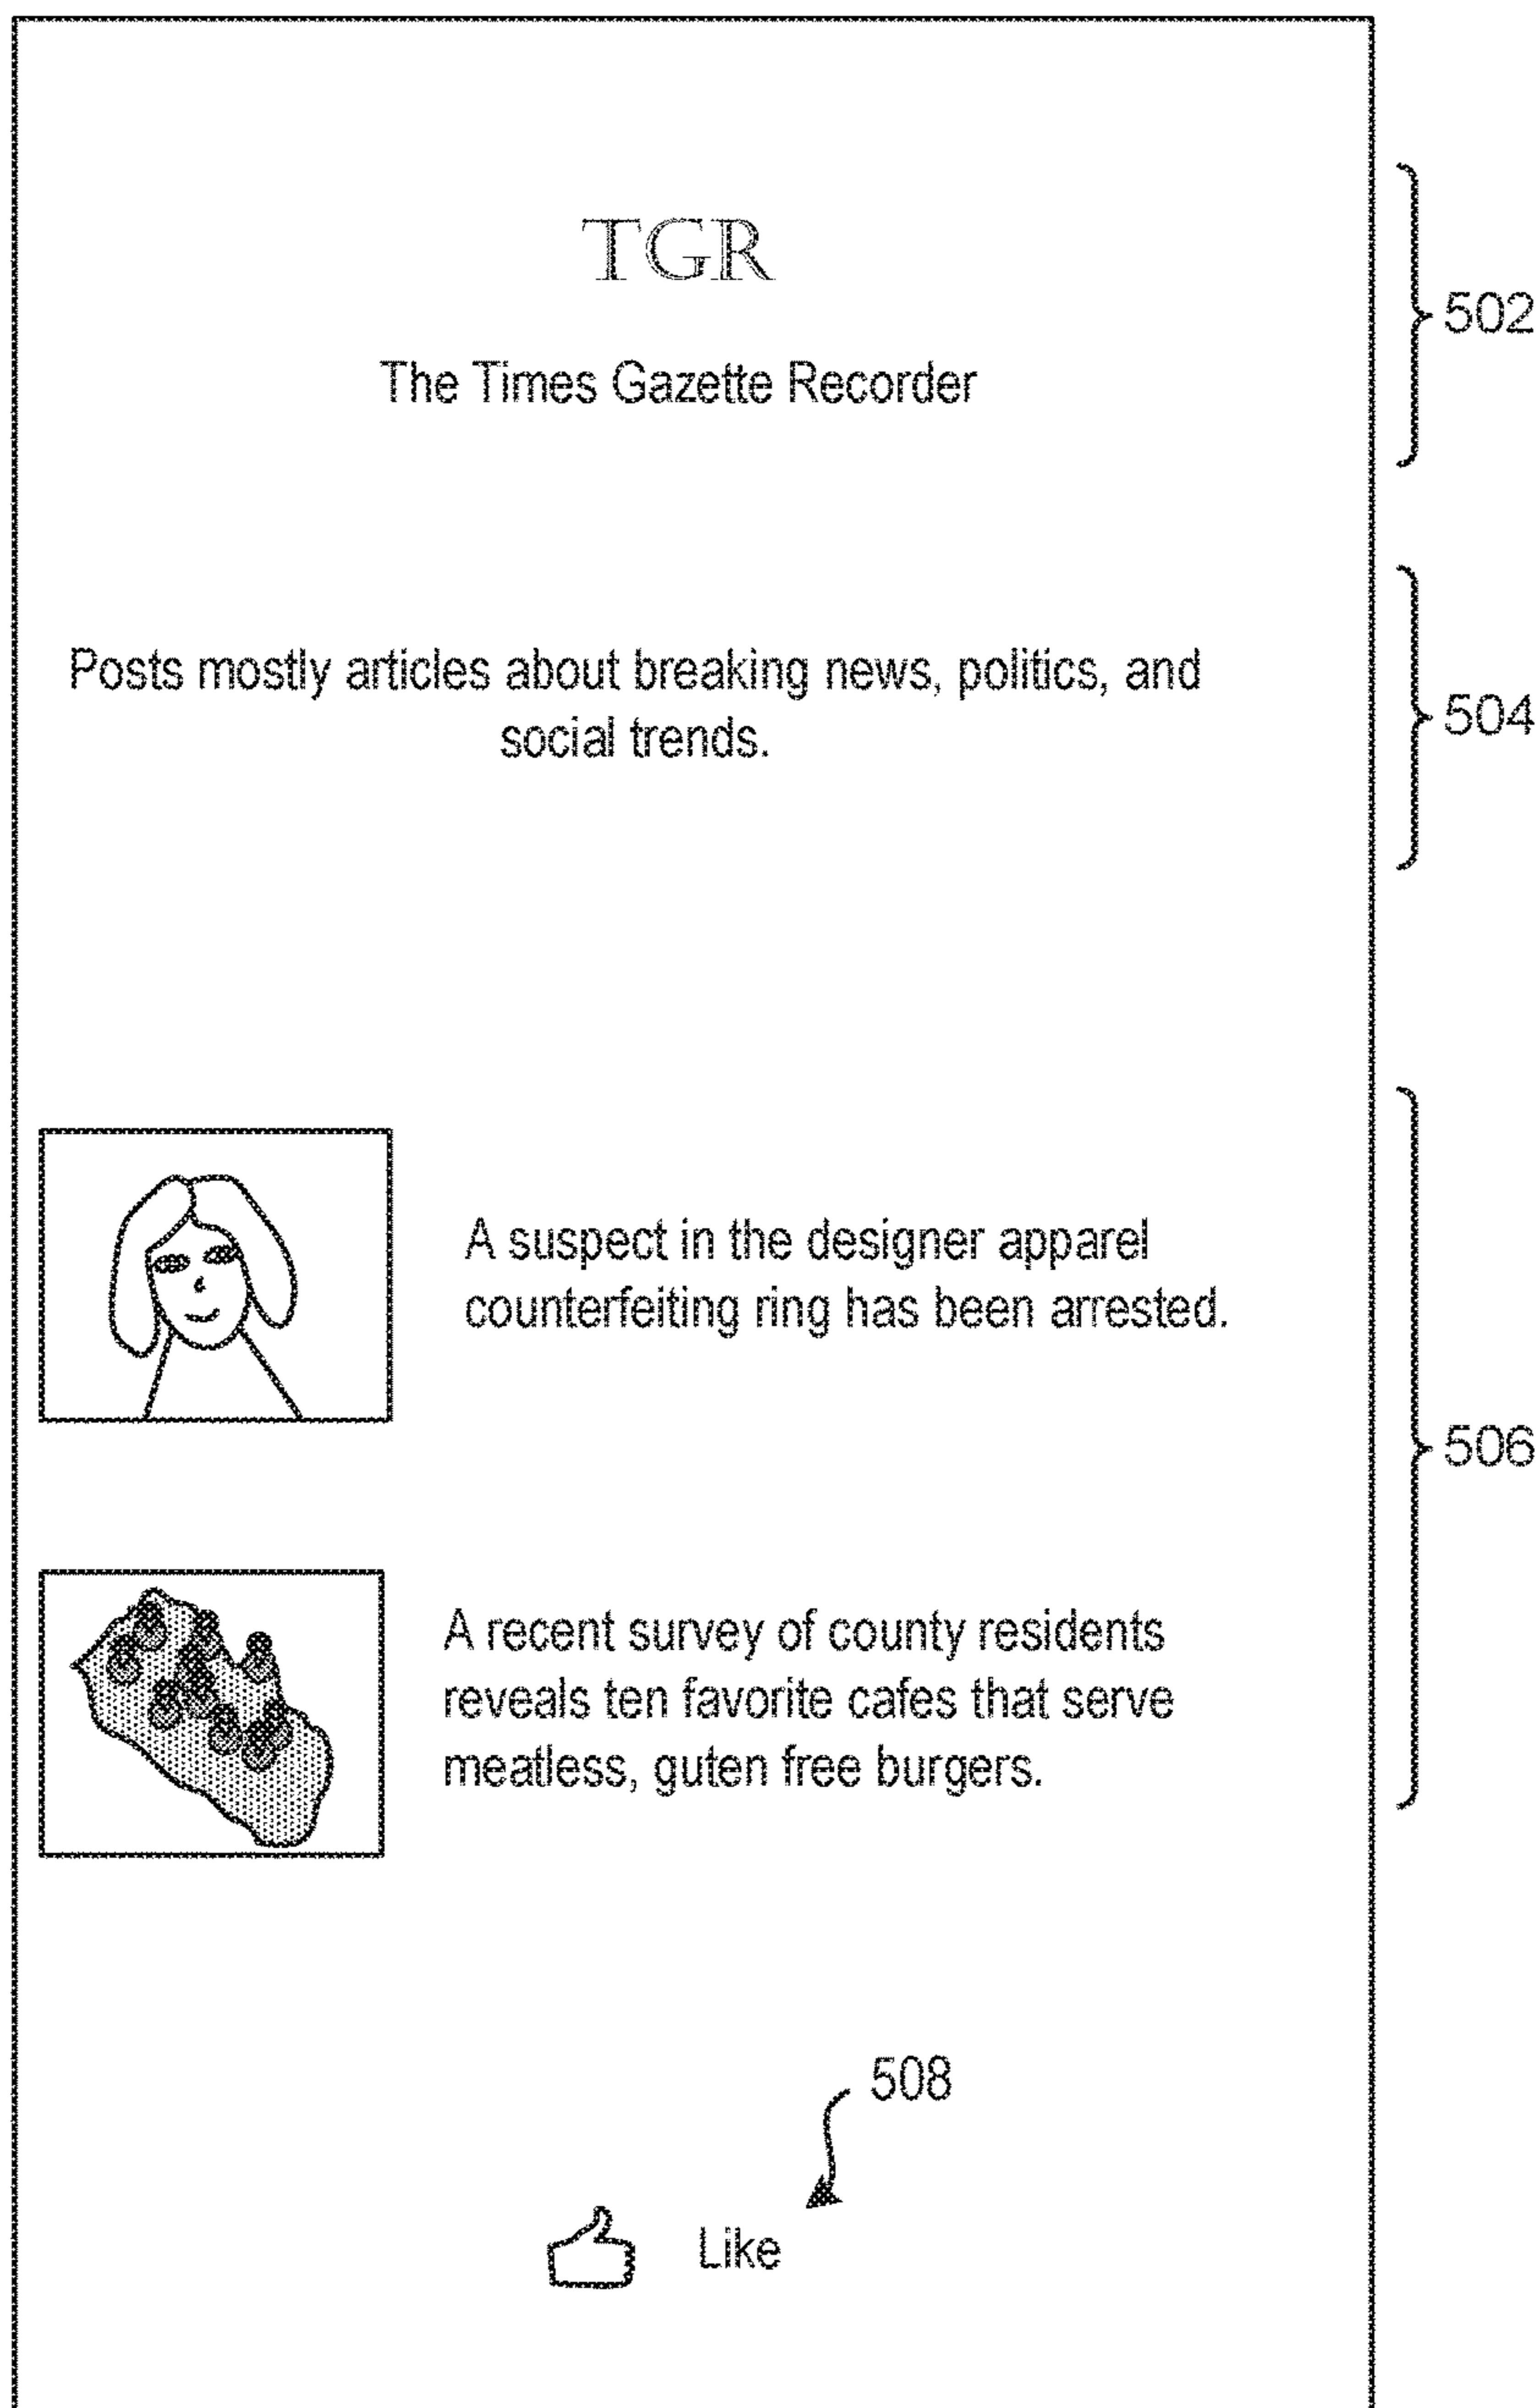 TGR
502
The Times Gazette Recorder
Posts mostly articles about breaking news, politics, and
504
social trends.
A suspect in the designer apparel
counterfeiting ring has been arrested.
506
A recent survey of county residents
reveals ten favorite cafes that serve
meatless, guten free burgers.
508
Like